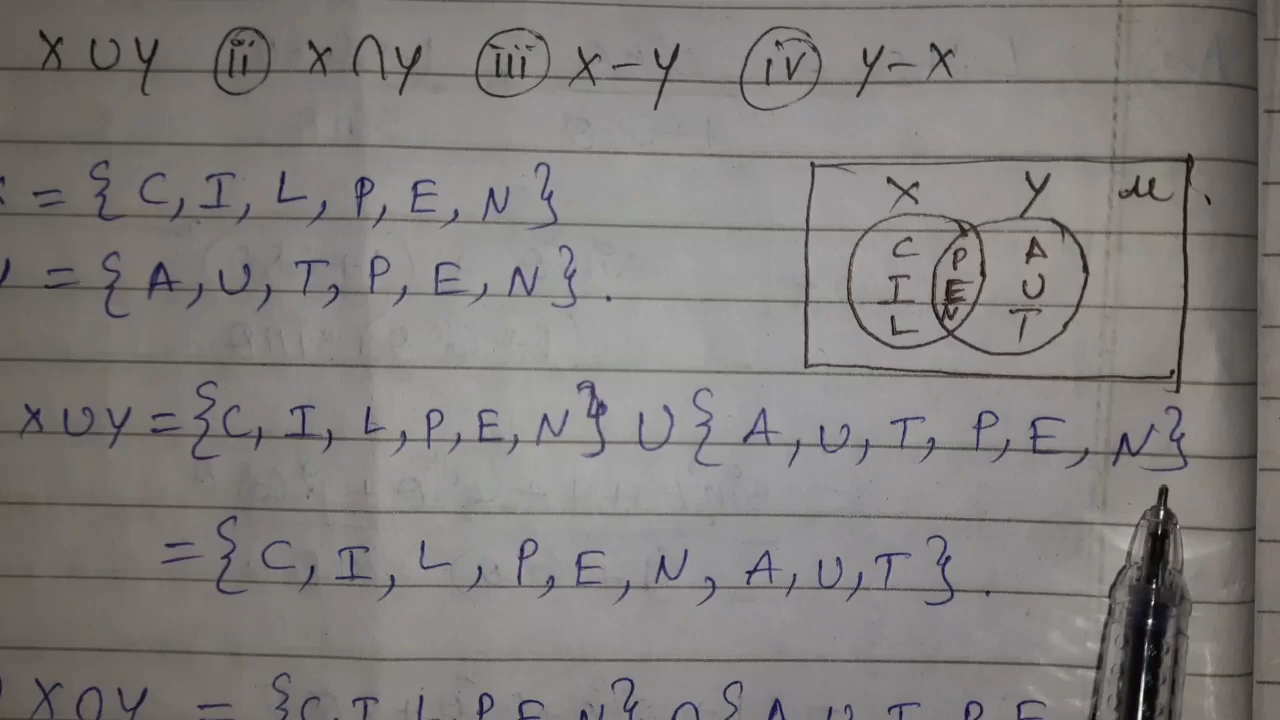 X∪Y (ii) X∩Y (iii) X-Y (iv) Y-X
= {C, I, L, P, E, N}
= {A, U, T, P, E, N}.
X Y μ
C P A
I E U
L N T
X∪Y = {C, I, L, P, E, N} ∪ {A, U, T, P, E, N}
= {C, I, L, P, E, N, A, U, T}.
X∩Y = {C, I, L, P, E, N} ∩ {A, U, T, P, E